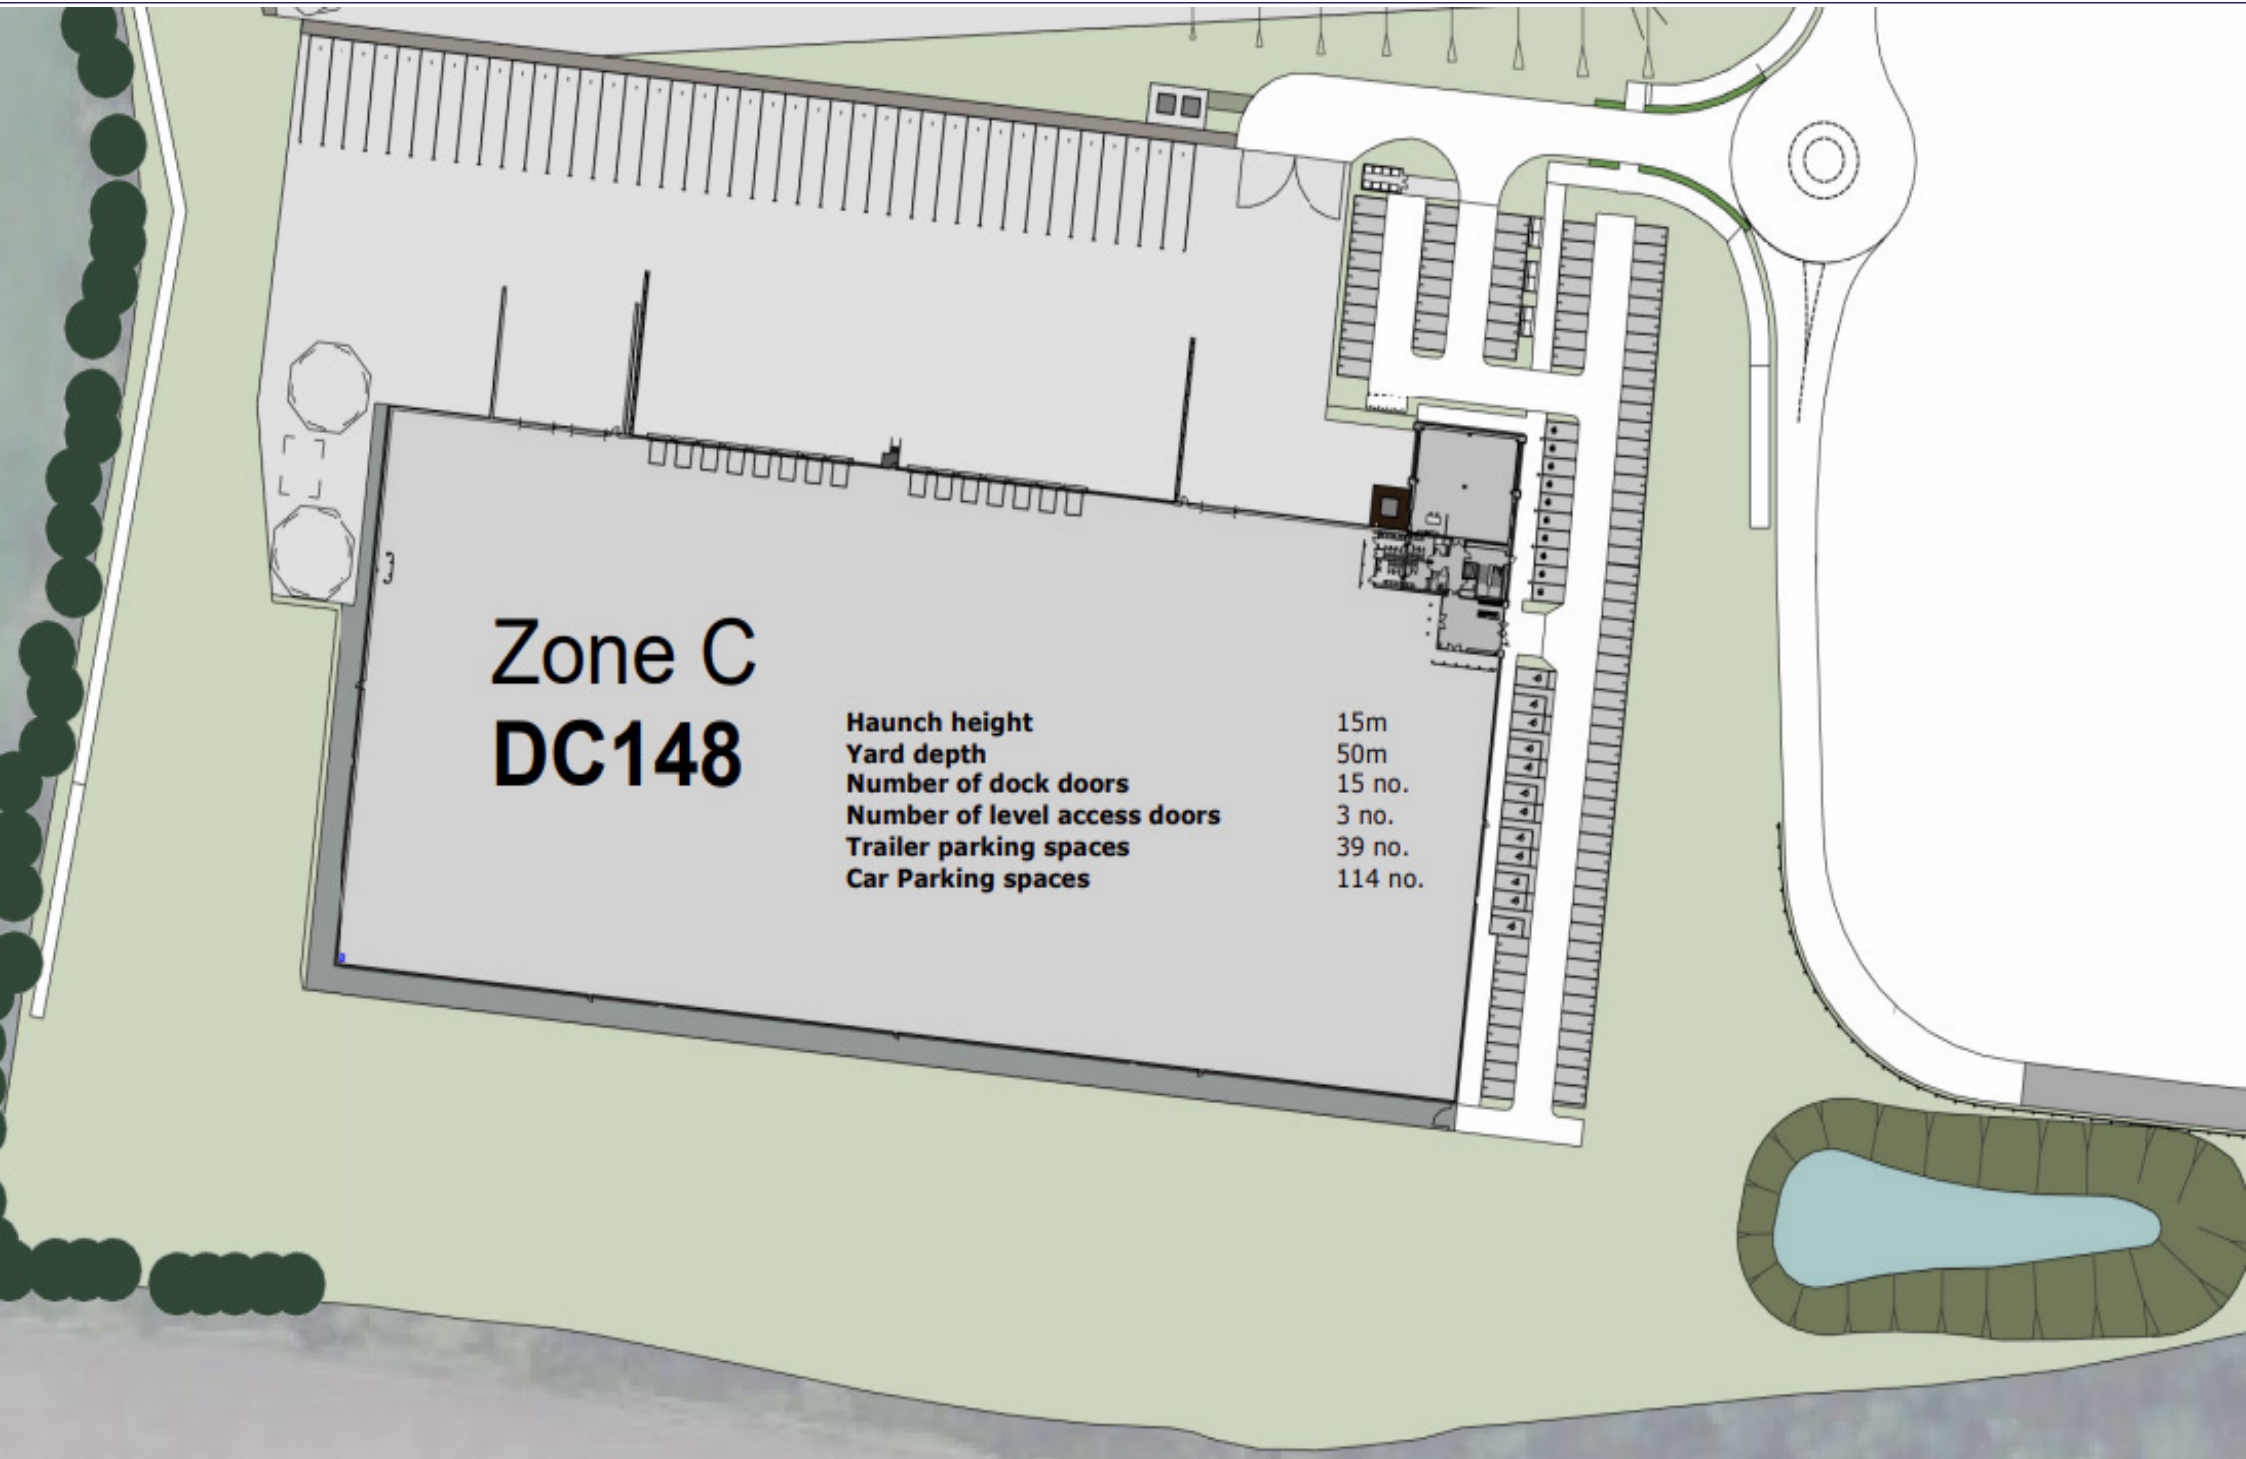 Zone C
DC148
Haunch height 15m
Yard depth 50m
Number of dock doors 15 no.
Number of level access doors 3 no.
Trailer parking spaces 39 no.
Car Parking spaces 114 no.